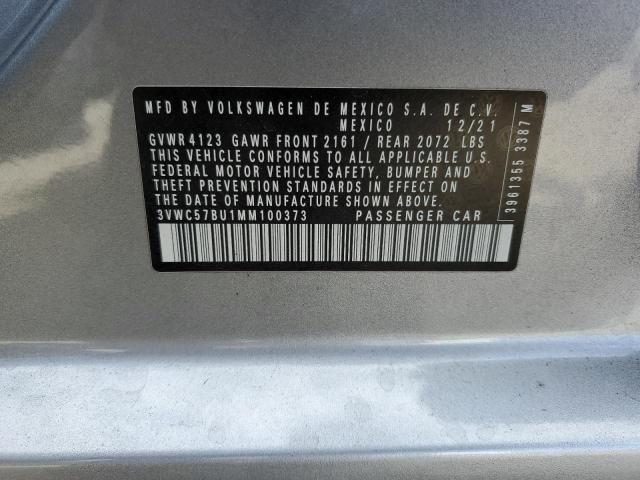 MFD BY VOLKSWAGEN DE MEXICO S.A. DE C.V.
MEXICO 12/21
GVWR 4123 GAWR FRONT 2161 / REAR 2072 LBS
THIS VEHICLE CONFORMS TO ALL APPLICABLE U.S.
FEDERAL MOTOR VEHICLE SAFETY, BUMPER AND
THEFT PREVENTION STANDARDS IN EFFECT ON
THE DATE OF MANUFACTURE SHOWN ABOVE.
3VWC57BU1MM100373 PASSENGER CAR
3961355 3387 M